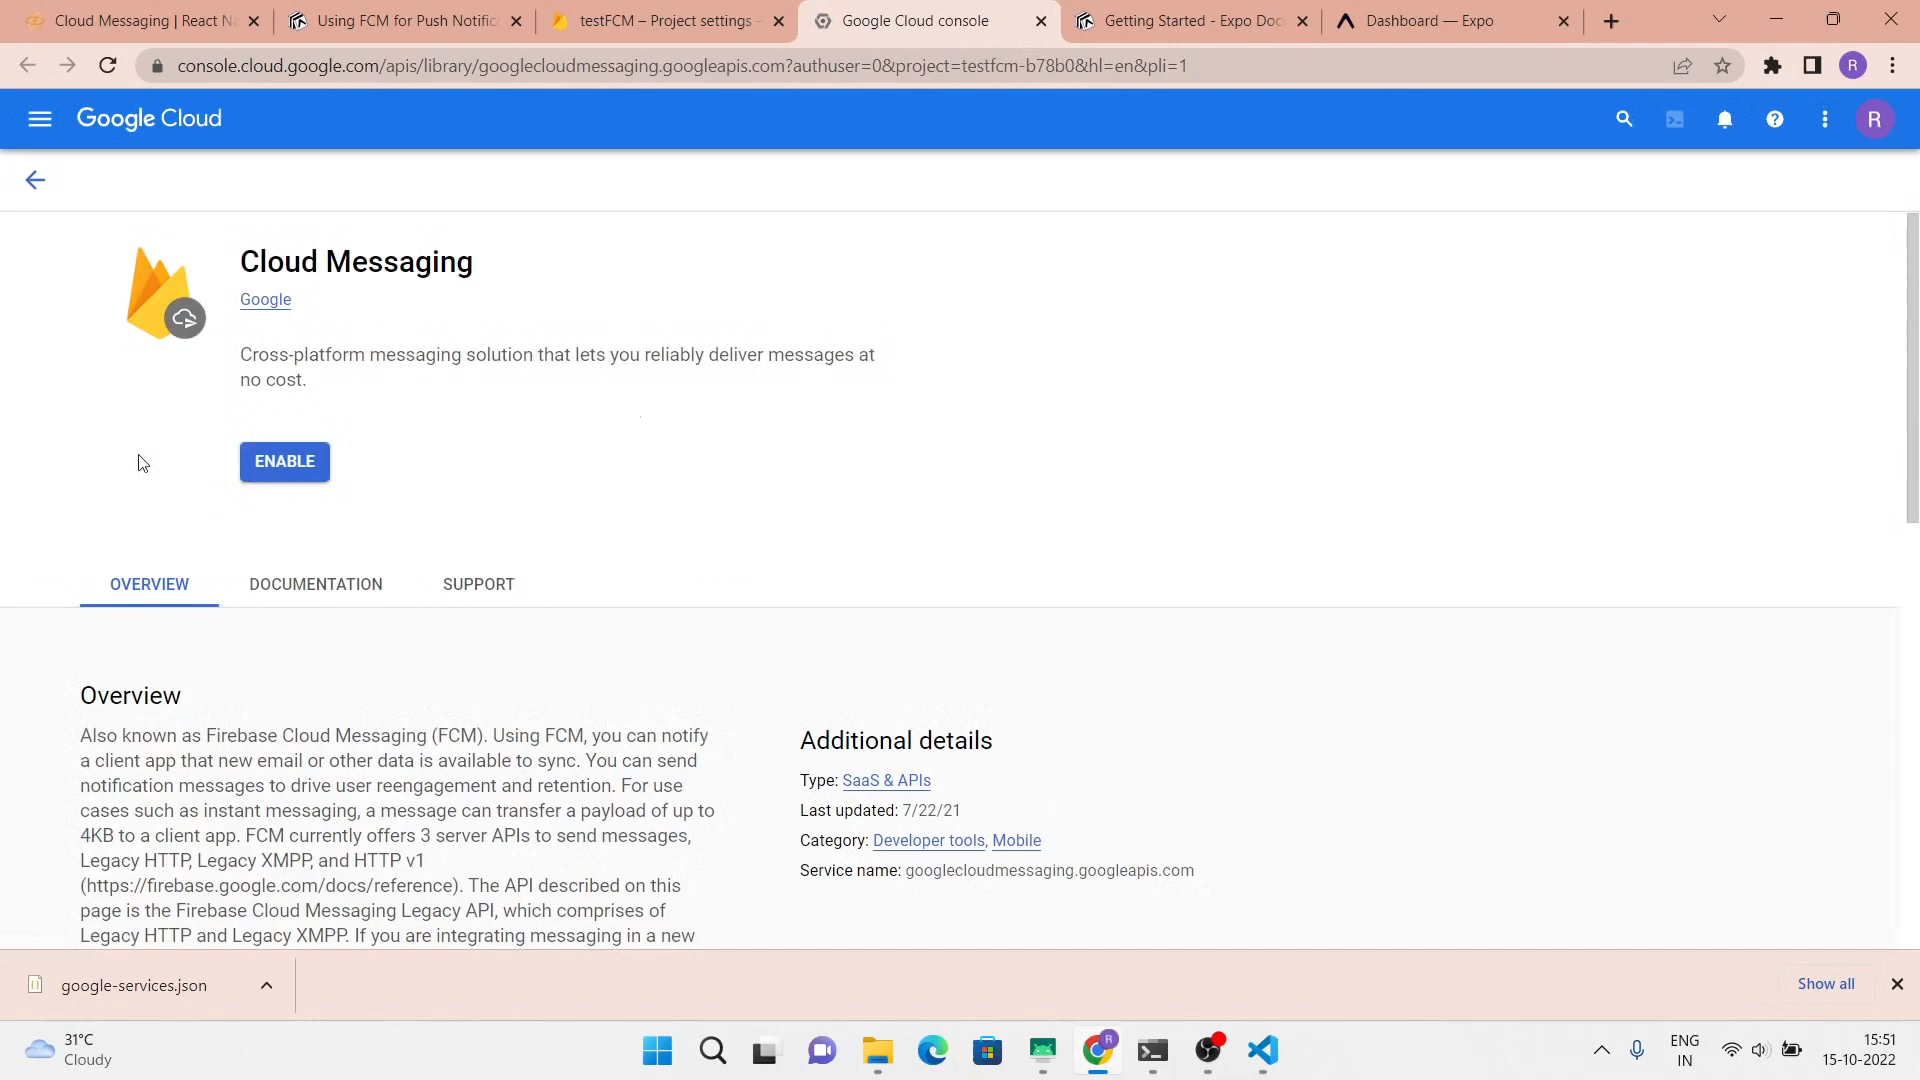 Cloud Messaging | React N
Using FCM for Push Notific
testFCM – Project settings –
Google Cloud console
Getting Started - Expo Doc
Dashboard — Expo
console.cloud.google.com/apis/library/googlecloudmessaging.googleapis.com?authuser=0&project=testfcm-b78b0&hl=en&pli=1
R
Google Cloud
R
Cloud Messaging
Google
Cross-platform messaging solution that lets you reliably deliver messages at
no cost.
ENABLE
OVERVIEW
DOCUMENTATION
SUPPORT
Overview
Also known as Firebase Cloud Messaging (FCM). Using FCM, you can notify
a client app that new email or other data is available to sync. You can send
notification messages to drive user reengagement and retention. For use
cases such as instant messaging, a message can transfer a payload of up to
4KB to a client app. FCM currently offers 3 server APIs to send messages,
Legacy HTTP, Legacy XMPP, and HTTP v1
(https://firebase.google.com/docs/reference). The API described on this
page is the Firebase Cloud Messaging Legacy API, which comprises of
Legacy HTTP and Legacy XMPP. If you are integrating messaging in a new
Additional details
Type: SaaS & APIs
Last updated: 7/22/21
Category: Developer tools, Mobile
Service name: googlecloudmessaging.googleapis.com
google-services.json
Show all
31°C
Cloudy
R
ENG
IN
15:51
15-10-2022